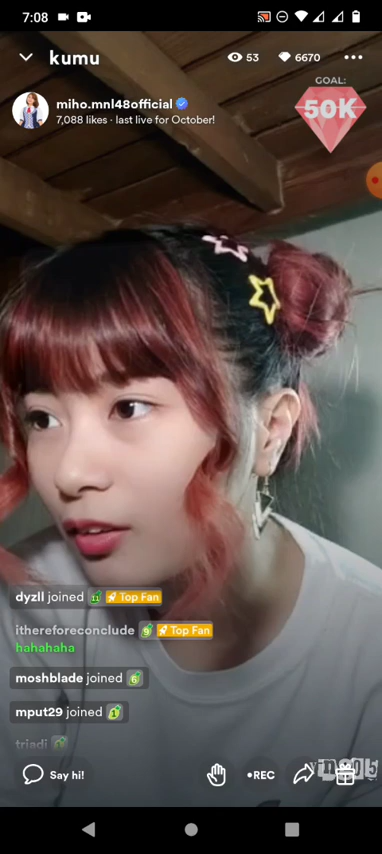 7:08
kumu
53
6670
GOAL:
50K
miho.mnl48official
7,088 likes · last live for October!
dyzll joined 11 Top Fan
ithereforeconclude 9 Top Fan
hahahaha
moshblade joined 6
mput29 joined 1
triadi
Say hi!
•REC